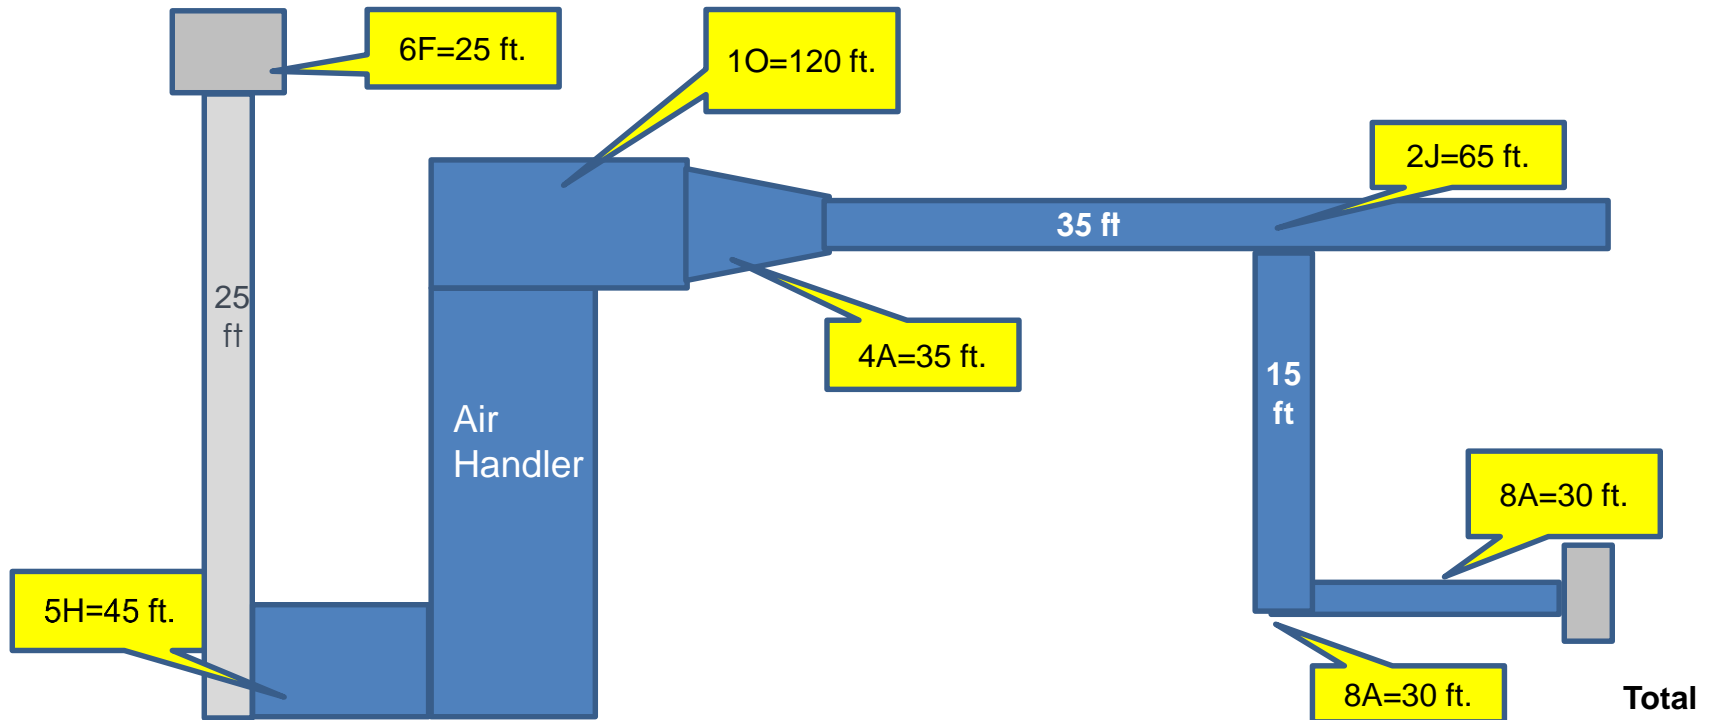 6F=25 ft.
1O=120 ft.
2J=65 ft.
35 ft
25
ft
4A=35 ft.
15
ft
Air
Handler
8A=30 ft.
5H=45 ft.
8A=30 ft.
Total